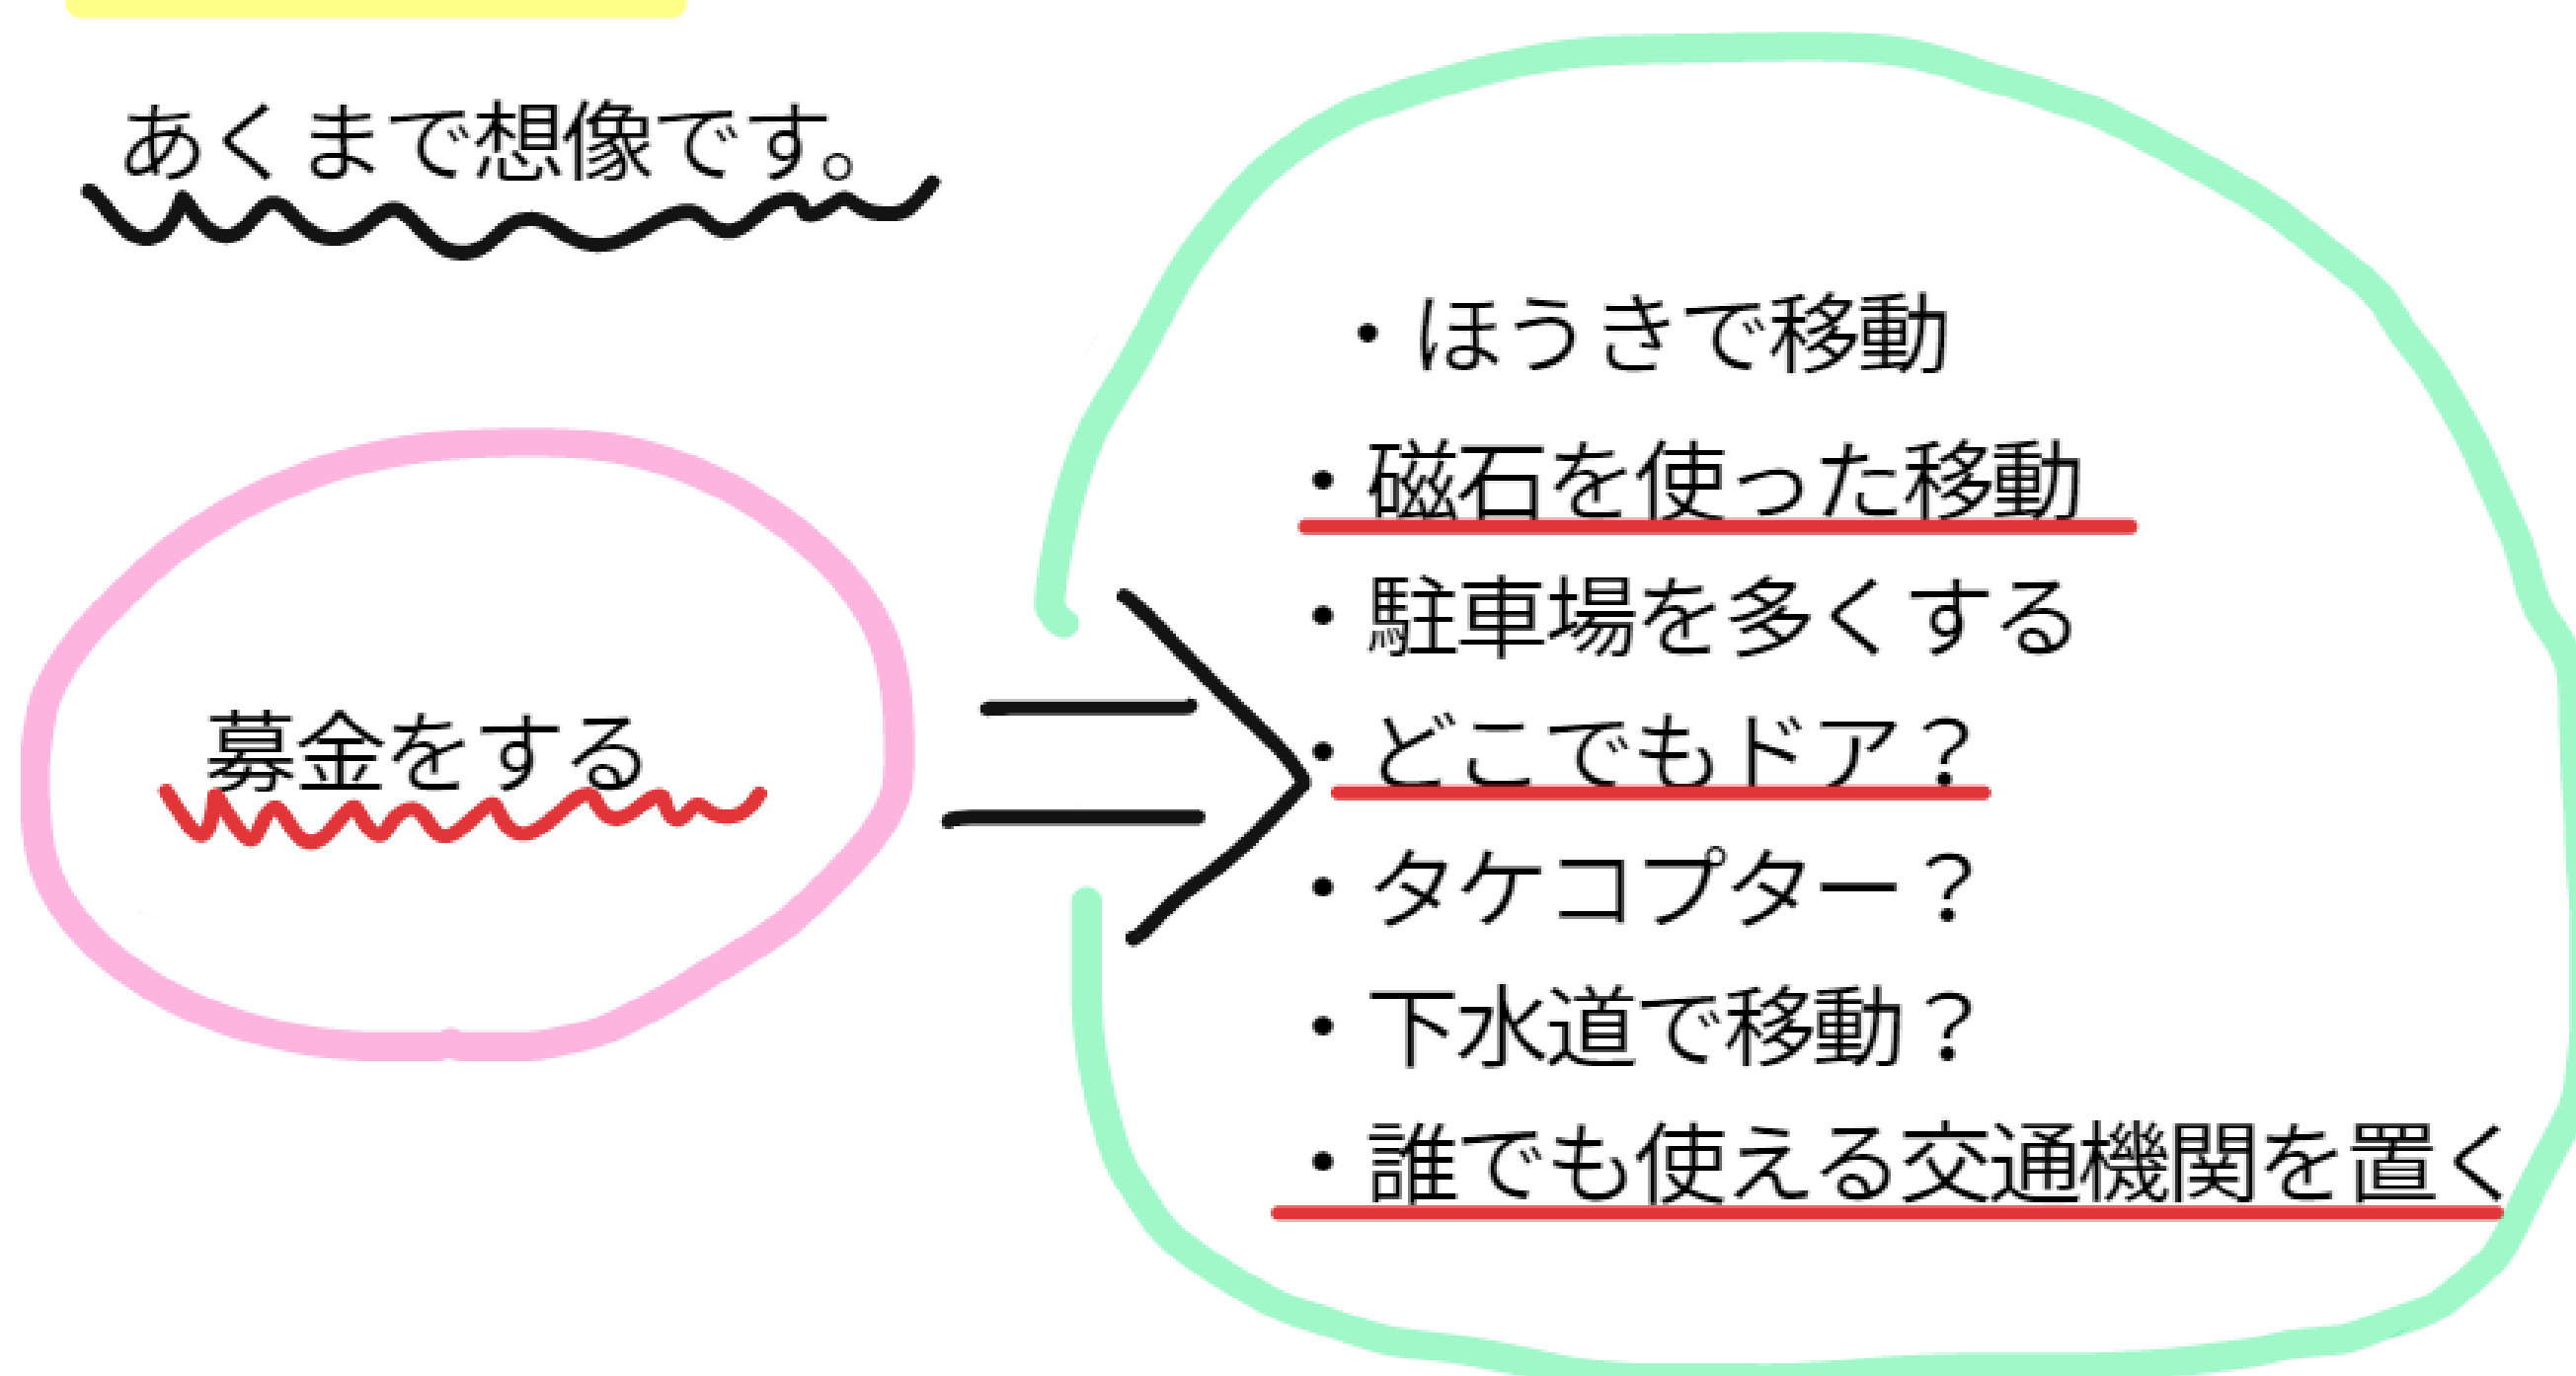 あくまで想像です。
募金をする
・ほうきで移動
・磁石を使った移動
・駐車場を多くする
・どこでもドア？
・タケコプター？
・下水道で移動？
・誰でも使える交通機関を置く